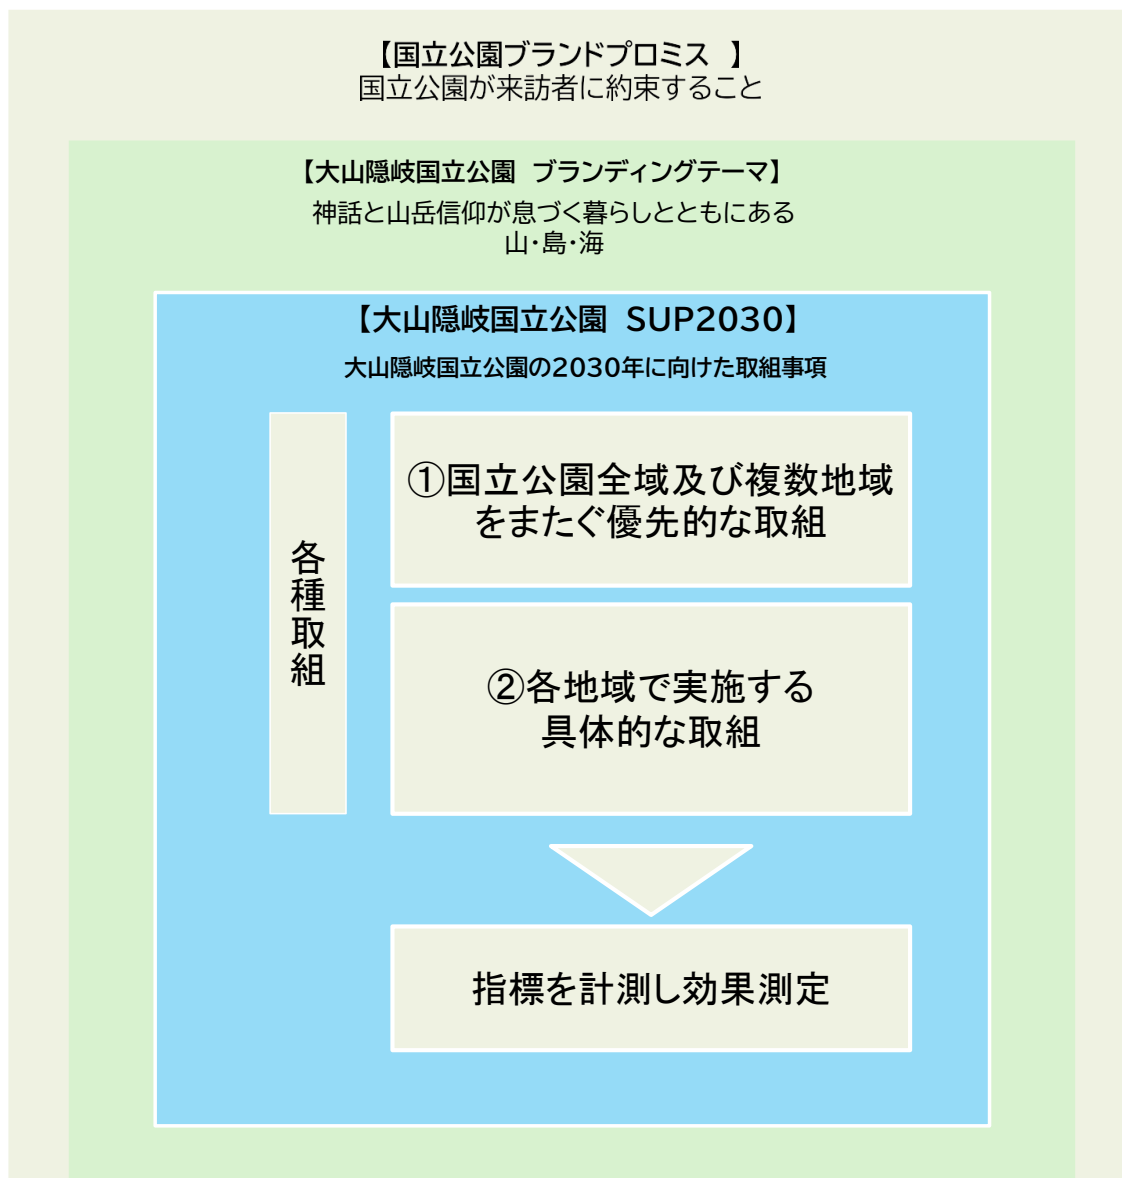 【国立公園ブランドプロミス　】
国立公園が来訪者に約束すること
【大山隠岐国立公園 ブランディングテーマ】
神話と山岳信仰が息づく暮らしとともにある
山・島・海
【大山隠岐国立公園 SUP2030】
大山隠岐国立公園の2030年に向けた取組事項
各種取組
①国立公園全域及び複数地域
をまたぐ優先的な取組
②各地域で実施する
具体的な取組
指標を計測し効果測定